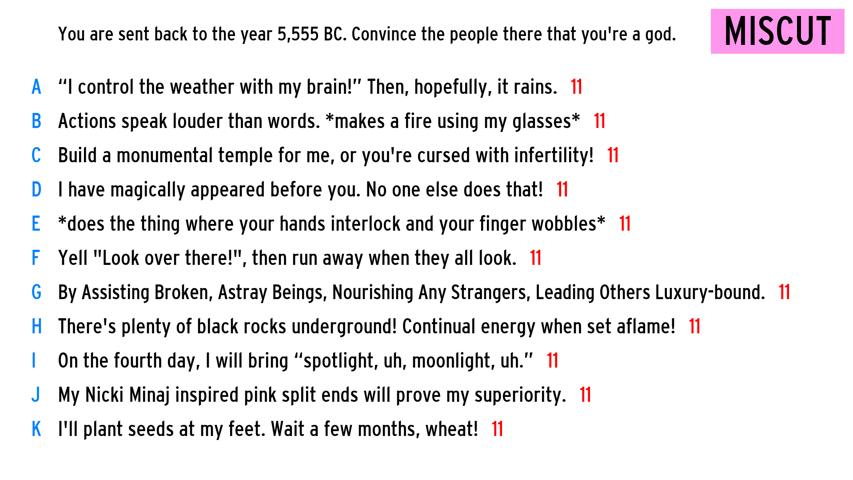 You are sent back to the year 5,555 BC. Convince the people there that you're a god. MISCUT
A “I control the weather with my brain!” Then, hopefully, it rains. 11
B Actions speak louder than words. *makes a fire using my glasses* 11
C Build a monumental temple for me, or you're cursed with infertility! 11
D I have magically appeared before you. No one else does that! 11
E *does the thing where your hands interlock and your finger wobbles* 11
F Yell "Look over there!", then run away when they all look. 11
G By Assisting Broken, Astray Beings, Nourishing Any Strangers, Leading Others Luxury-bound. 11
H There's plenty of black rocks underground! Continual energy when set aflame! 11
I On the fourth day, I will bring “spotlight, uh, moonlight, uh.” 11
J My Nicki Minaj inspired pink split ends will prove my superiority. 11
K I'll plant seeds at my feet. Wait a few months, wheat! 11